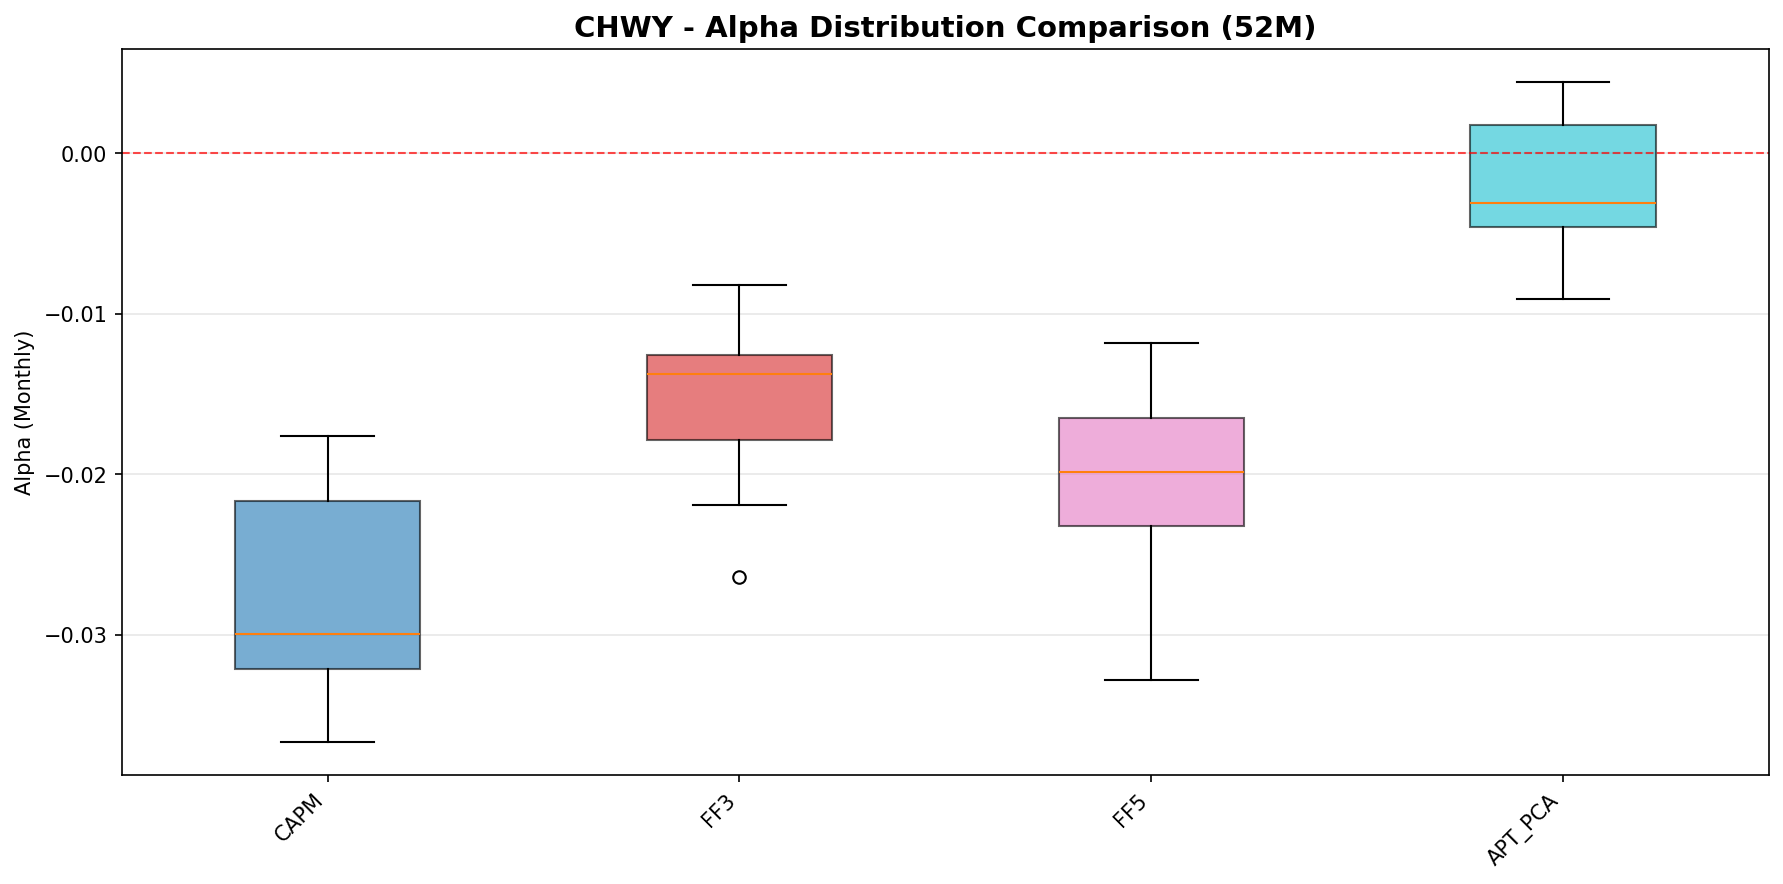 CHWY - Alpha Distribution Comparison (52M)
Alpha (Monthly)
0.00
−0.01
−0.02
−0.03
CAPM
FF3
FF5
APT_PCA